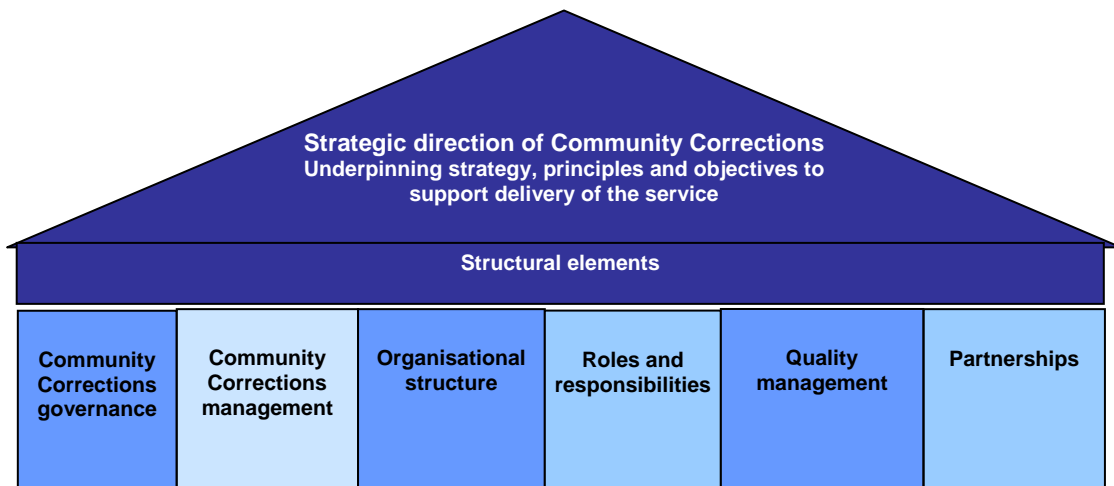 Strategic direction of Community Corrections
Underpinning strategy, principles and objectives to
support delivery of the service
Structural elements
Community
Corrections
governance
Community
Corrections
management
Organisational
structure
Roles and
responsibilities
Quality
management
Partnerships